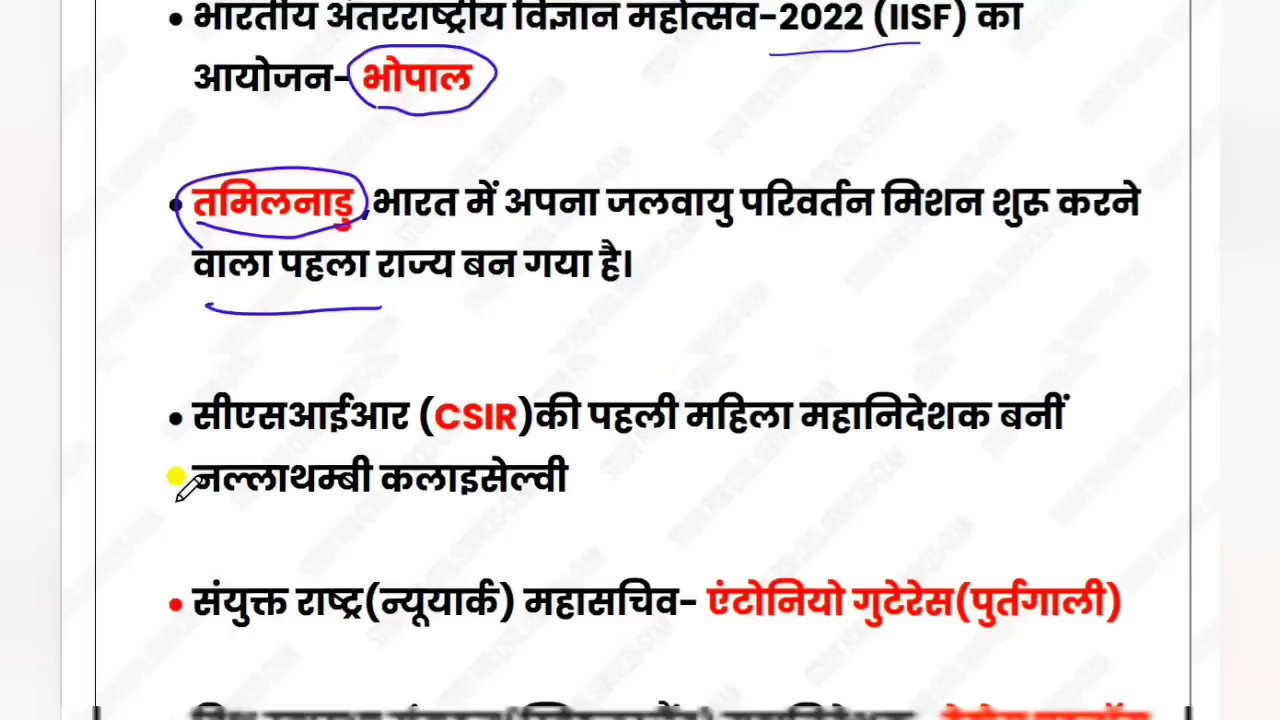 • भारतीय अंतरराष्ट्रीय विज्ञान महोत्सव-2022 (IISF) का
आयोजन- भोपाल
• तमिलनाडु ,भारत में अपना जलवायु परिवर्तन मिशन शुरू करने
वाला पहला राज्य बन गया है।
• सीएसआईआर (CSIR)की पहली महिला महानिदेशक बनीं
नल्लाथम्बी कलाइसेल्वी
• संयुक्त राष्ट्र(न्यूयार्क) महासचिव- एंटोनियो गुटेरेस(पुर्तगाली)